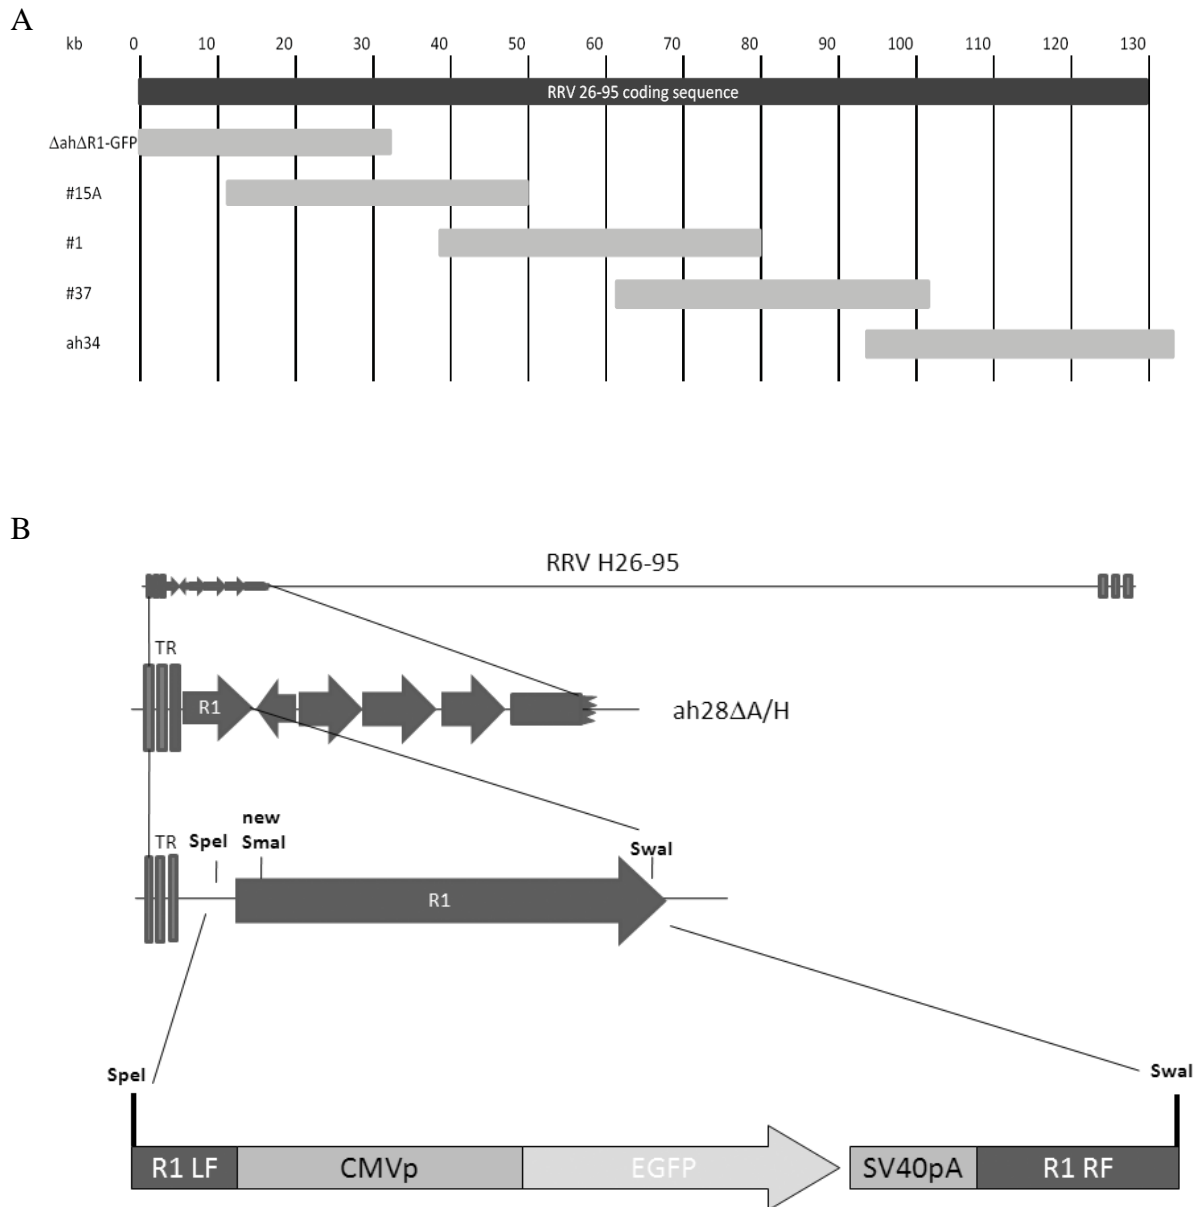 A
kb 0 10 20 30 40 50 60 70 80 90 100 110 120 130
RRV 26-95 coding sequence
ΔahΔR1-GFP
#15A
#1
#37
ah34
B
RRV H26-95
TR
R1
ah28ΔA/H
TR
SpeI
new
SmaI
SwaI
R1
SpeI
SwaI
R1 LF CMVp EGFP SV40pA R1 RF